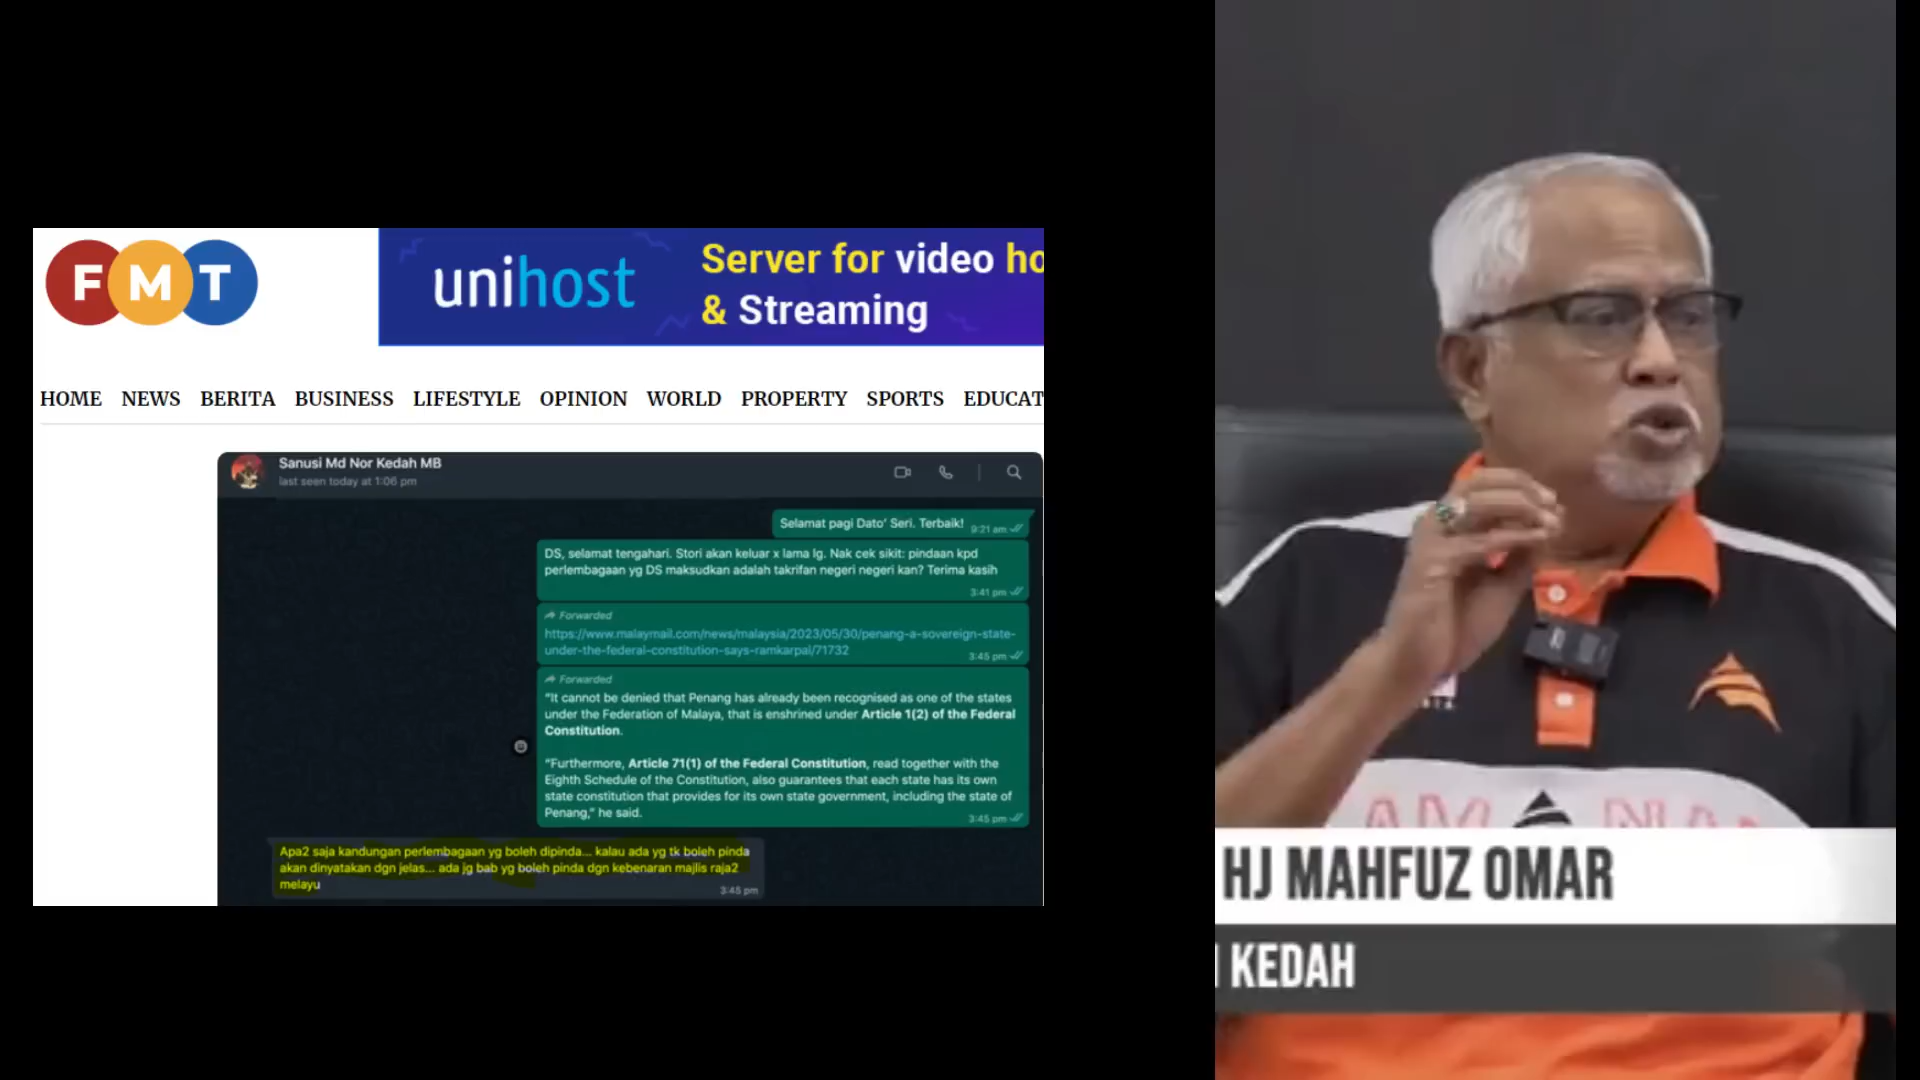 FMT
unihost
Server for video ho
& Streaming
HOME NEWS BERITA BUSINESS LIFESTYLE OPINION WORLD PROPERTY SPORTS EDUCAT
Sanusi Md Nor Kedah MB
last seen today at 1:06 pm
Selamat pagi Dato' Seri. Terbaik!
9:21 am
DS, selamat tengahari. Stori akan keluar x lama lg. Nak cek sikit: pindaan kpd
perlembagaan yg DS maksudkan adalah takrifan negeri negeri kan? Terima kasih
3:41 pm
Forwarded
https://www.malaymail.com/news/malaysia/2023/05/30/penang-a-sovereign-state-
under-the-federal-constitution-says-ramkarpal/71732
3:45 pm
Forwarded
"It cannot be denied that Penang has already been recognised as one of the states
under the Federation of Malaya, that is enshrined under Article 1(2) of the Federal
Constitution.
"Furthermore, Article 71(1) of the Federal Constitution, read together with the
Eighth Schedule of the Constitution, also guarantees that each state has its own
state constitution that provides for its own state government, including the state of
Penang," he said.
3:45 pm
Apa2 saja kandungan perlembagaan yg boleh dipinda... kalau ada yg tk boleh pinda
akan dinyatakan dgn jelas... ada jg bab yg boleh pinda dgn kebenaran majlis raja2
melayu
3:45 pm
HJ MAHFUZ OMAR
KEDAH